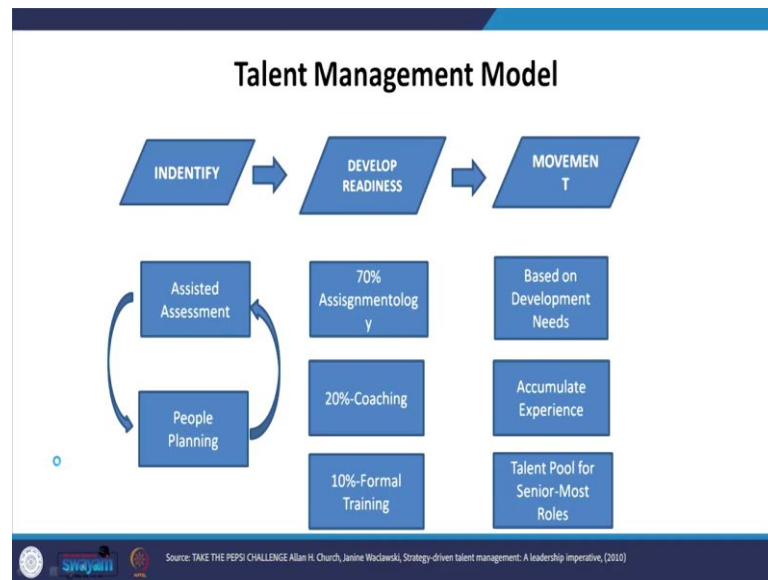 Talent Management Model
INDENTIFY
DEVELOP
READINESS
MOVEMEN
T
Assisted
Assessment
People
Planning
70%
Assisgnmentolog
y
20%-Coaching
10%-Formal
Training
Based on
Development
Needs
Accumulate
Experience
Talent Pool for
Senior-Most
Roles
swayam
Source: TAKE THE PEPSI CHALLENGE Allan H. Church, Janine Waclawski, Strategy-driven talent management: A leadership imperative, (2010)